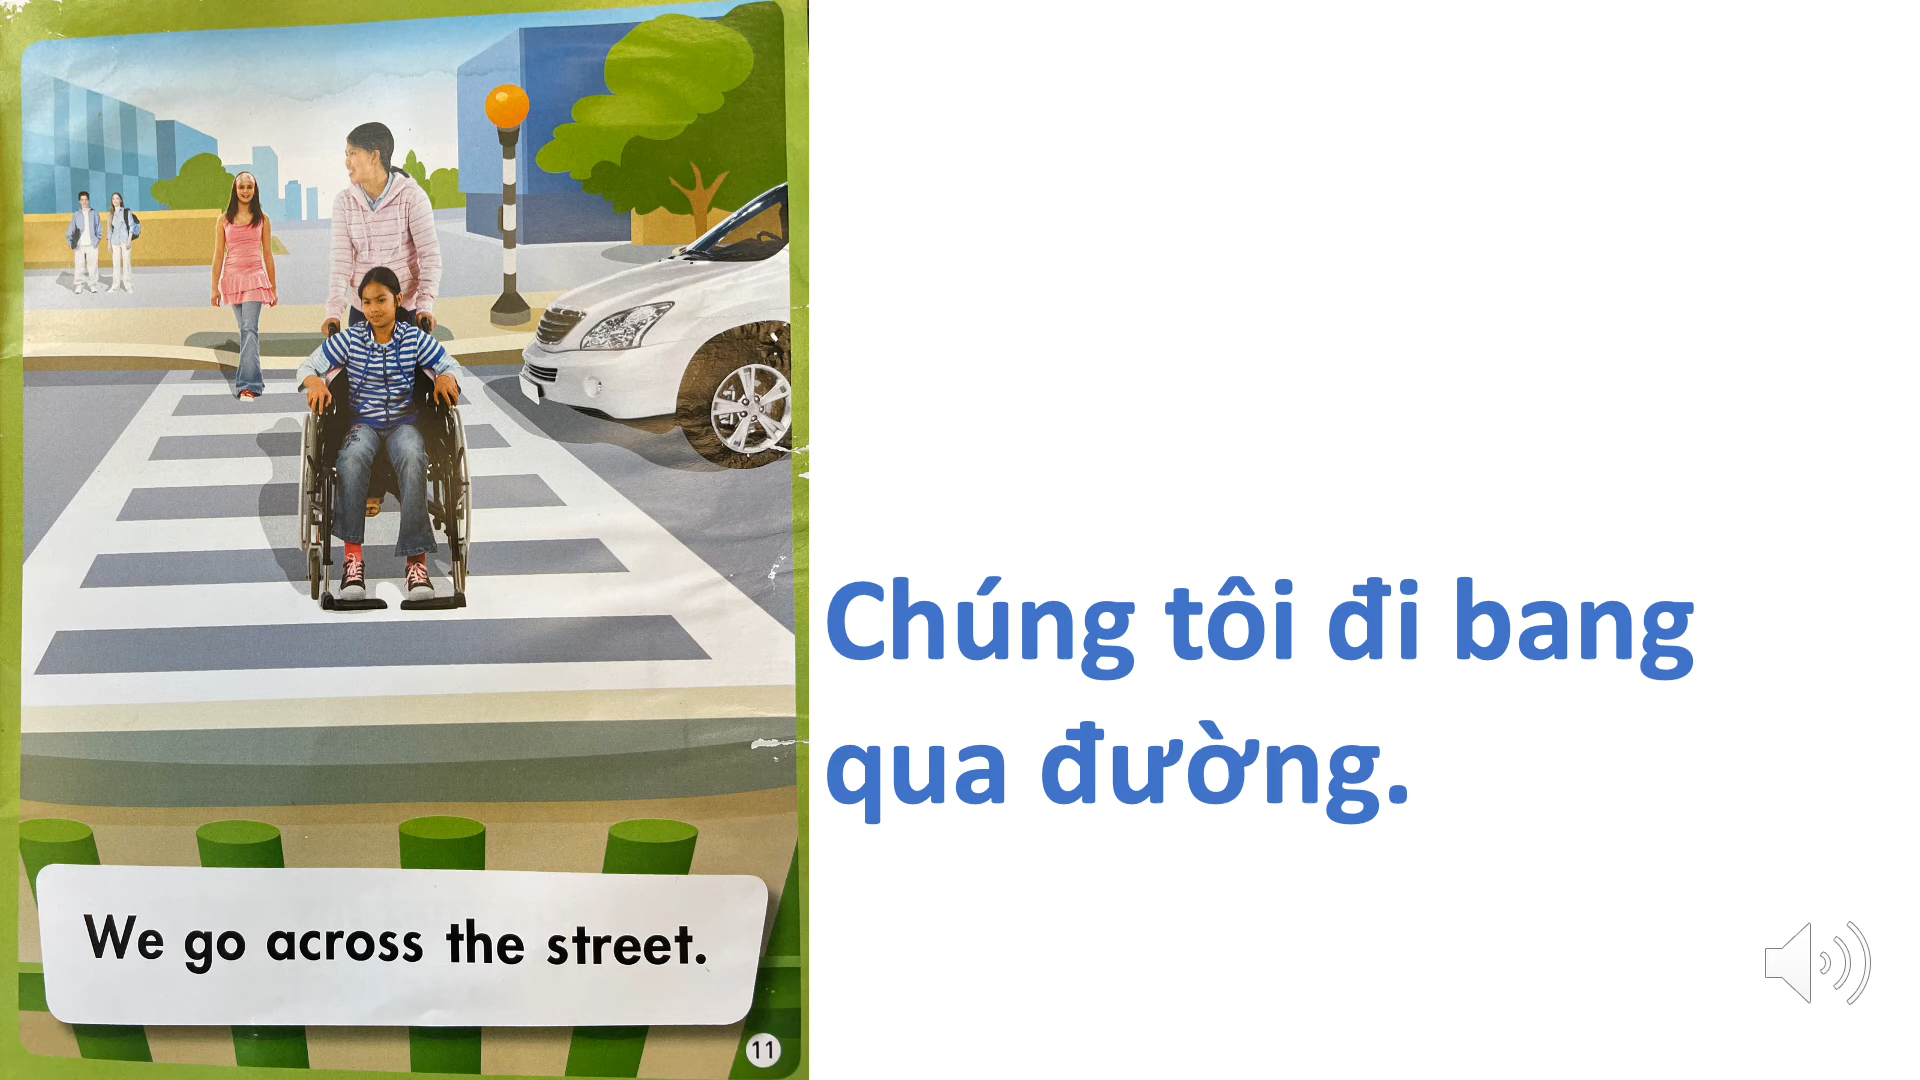 We go across the street.
11
Chúng tôi đi bang
qua đường.